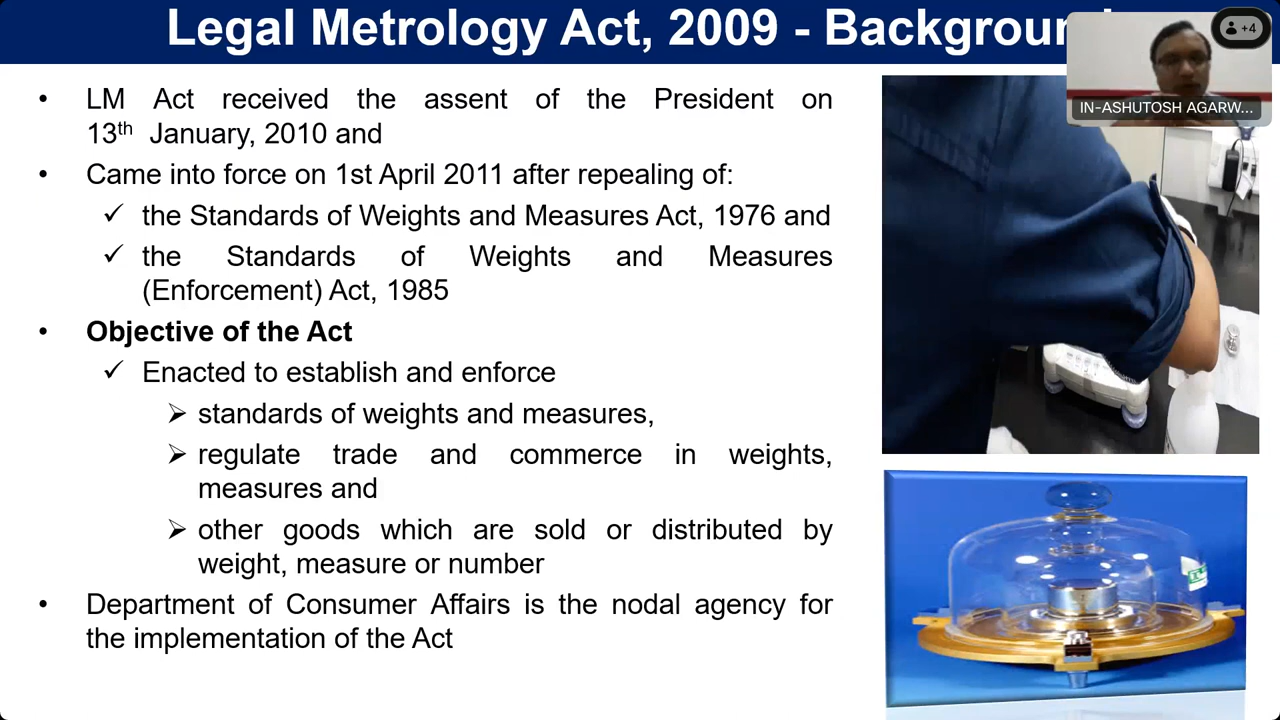 Legal Metrology Act, 2009 - Backgroun
+4
IN-ASHUTOSH AGARW...
• LM Act received the assent of the President on
13th January, 2010 and
• Came into force on 1st April 2011 after repealing of:
✓ the Standards of Weights and Measures Act, 1976 and
✓ the Standards of Weights and Measures
(Enforcement) Act, 1985
• Objective of the Act
✓ Enacted to establish and enforce
➢ standards of weights and measures,
➢ regulate trade and commerce in weights,
measures and
➢ other goods which are sold or distributed by
weight, measure or number
• Department of Consumer Affairs is the nodal agency for
the implementation of the Act